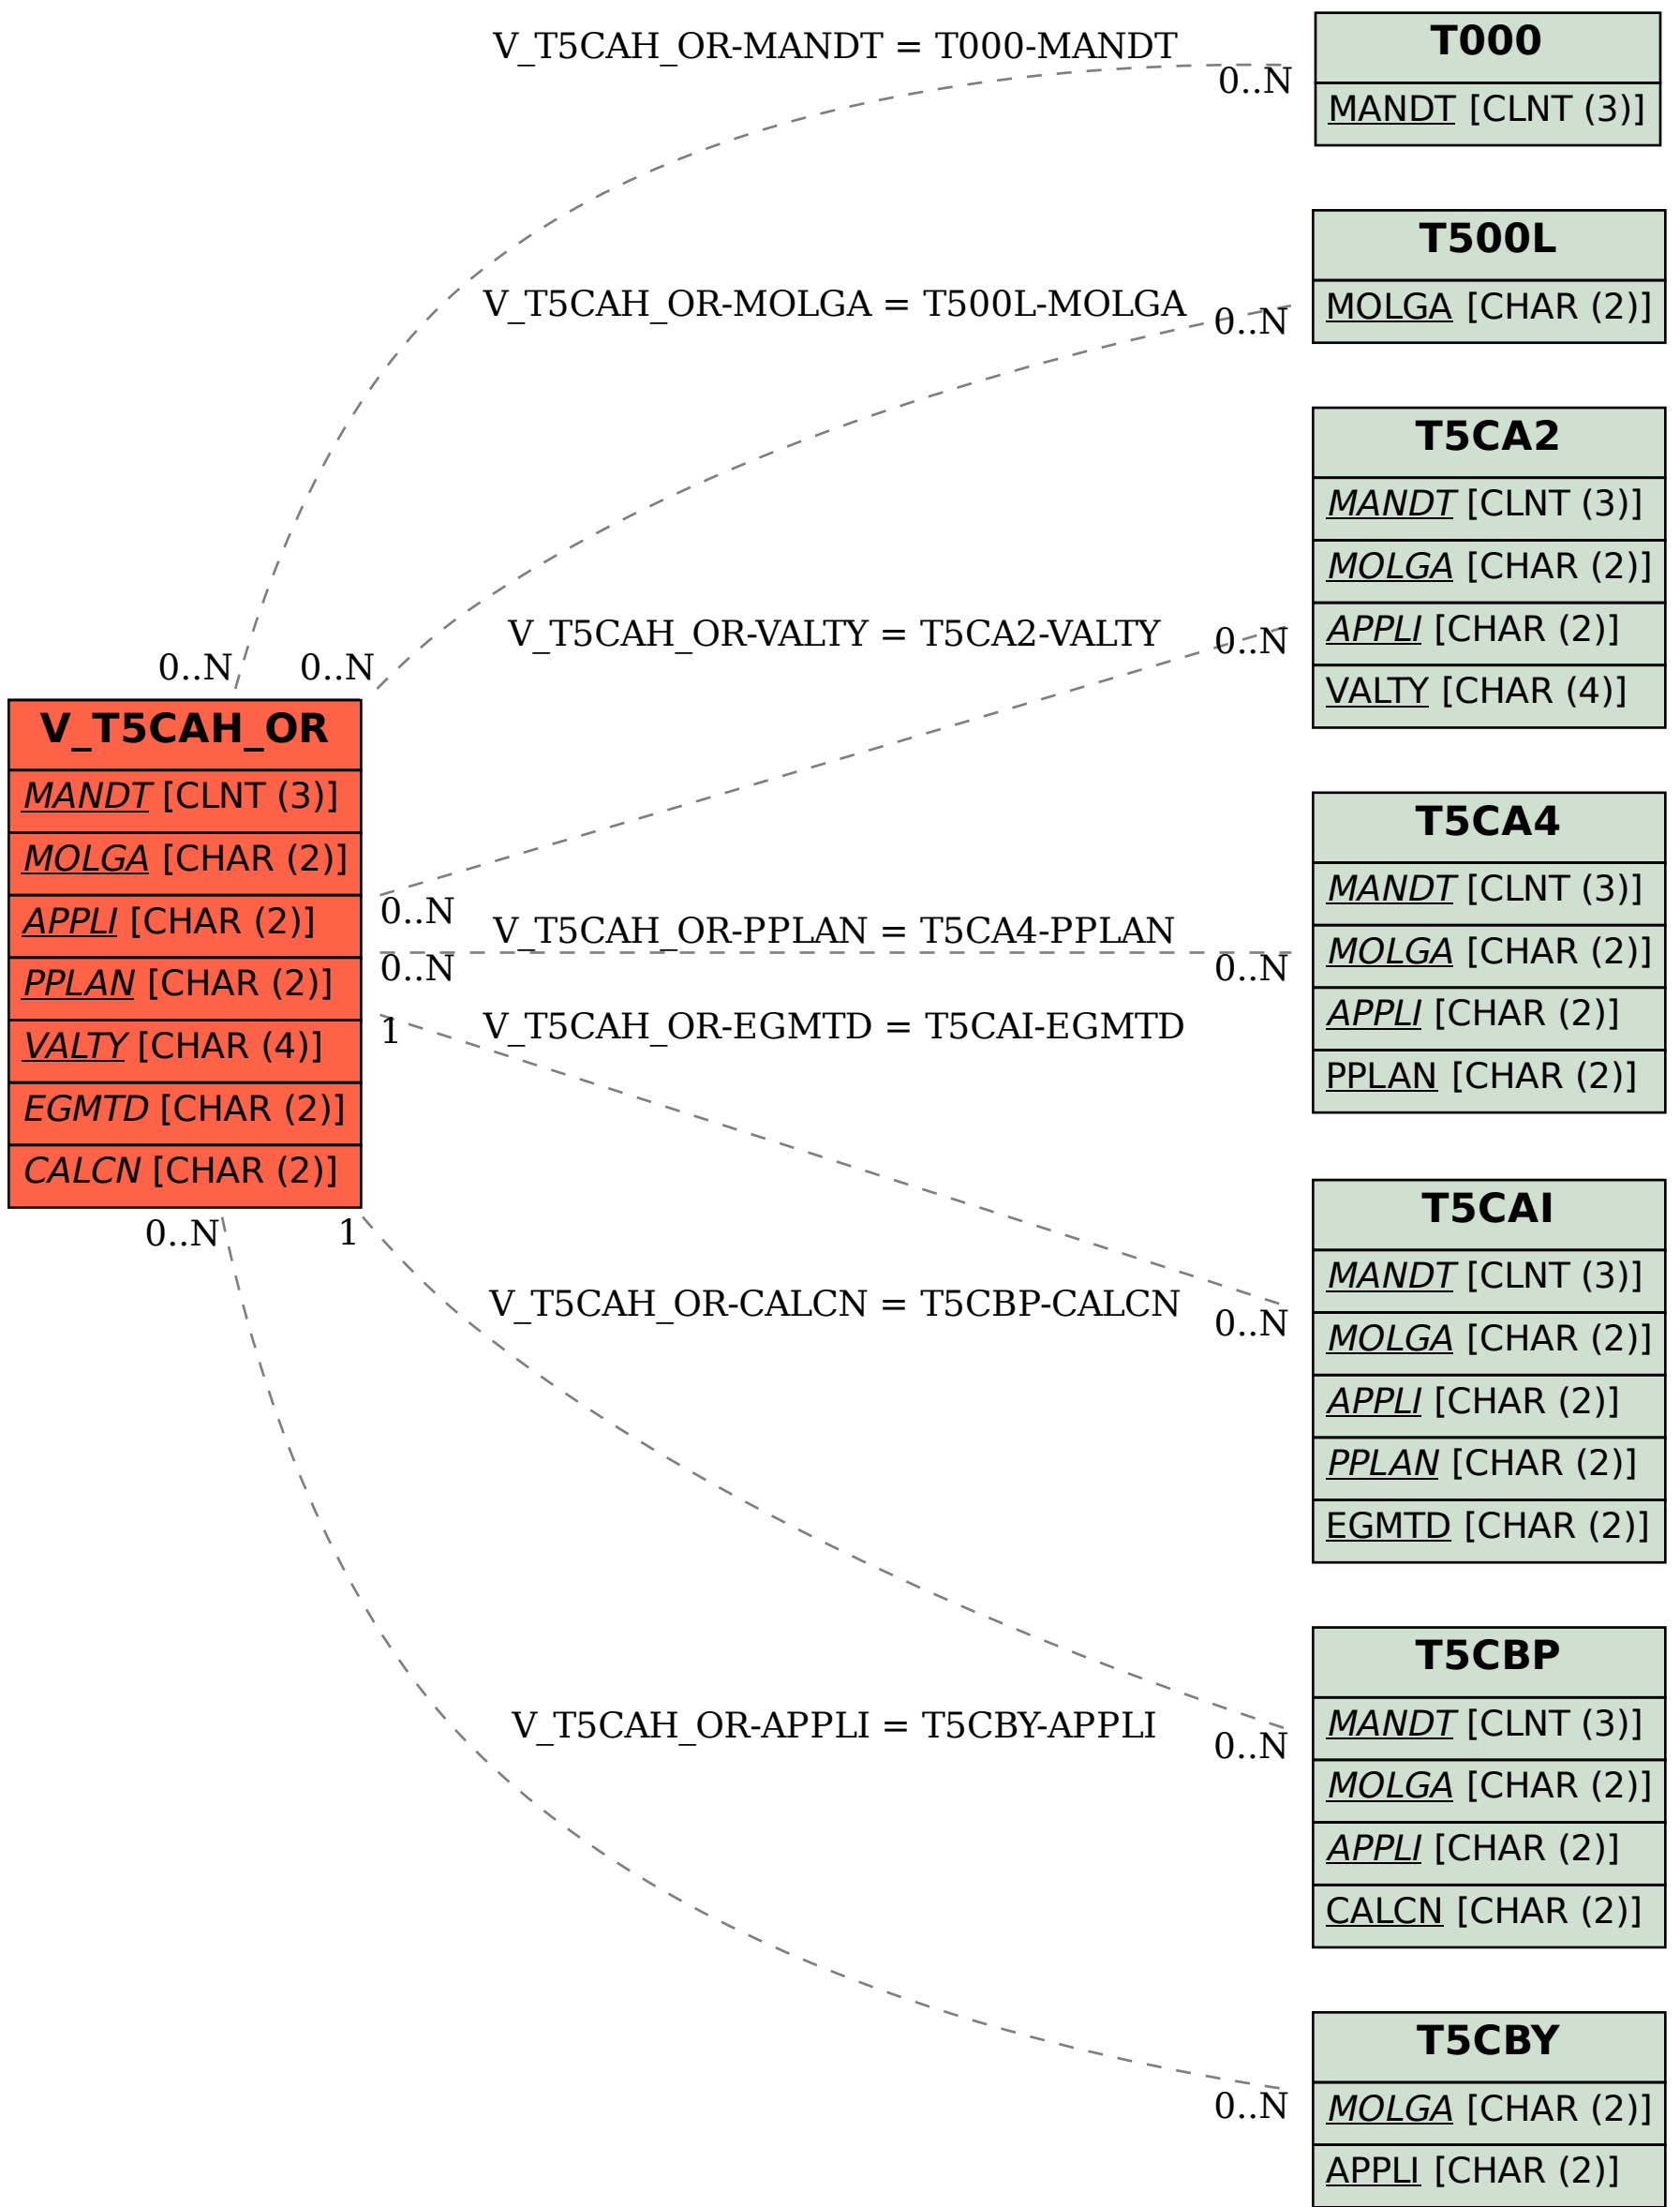 V_T5CAH_OR-MANDT = T000-MANDT
0..N
T000
MANDT [CLNT (3)]
V_T5CAH_OR-MOLGA = T500L-MOLGA
0..N
T500L
MOLGA [CHAR (2)]
V_T5CAH_OR-VALTY = T5CA2-VALTY
0..N
T5CA2
MANDT [CLNT (3)]
MOLGA [CHAR (2)]
APPLI [CHAR (2)]
VALTY [CHAR (4)]
0..N
0..N
V_T5CAH_OR
MANDT [CLNT (3)]
MOLGA [CHAR (2)]
APPLI [CHAR (2)]
PPLAN [CHAR (2)]
VALTY [CHAR (4)]
EGMTD [CHAR (2)]
CALCN [CHAR (2)]
0..N
V_T5CAH_OR-PPLAN = T5CA4-PPLAN
0..N
0..N
T5CA4
MANDT [CLNT (3)]
MOLGA [CHAR (2)]
APPLI [CHAR (2)]
PPLAN [CHAR (2)]
1
V_T5CAH_OR-EGMTD = T5CAI-EGMTD
0..N
1
V_T5CAH_OR-CALCN = T5CBP-CALCN
0..N
T5CAI
MANDT [CLNT (3)]
MOLGA [CHAR (2)]
APPLI [CHAR (2)]
PPLAN [CHAR (2)]
EGMTD [CHAR (2)]
V_T5CAH_OR-APPLI = T5CBY-APPLI
0..N
T5CBP
MANDT [CLNT (3)]
MOLGA [CHAR (2)]
APPLI [CHAR (2)]
CALCN [CHAR (2)]
0..N
T5CBY
MOLGA [CHAR (2)]
APPLI [CHAR (2)]